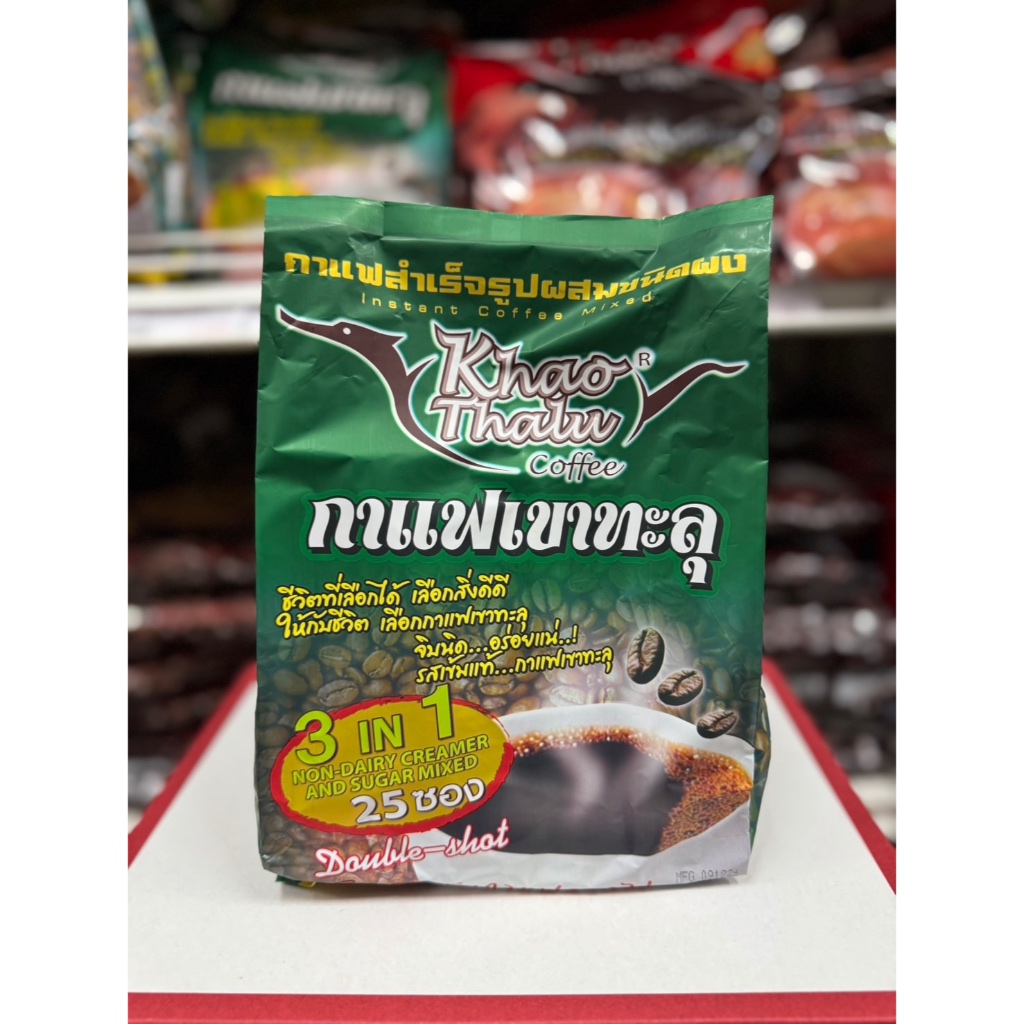 กาแฟสำเร็จรูปผสมชนิดผง
Instant Coffee Mixed
Khao
Thalu
R
Coffee
กาแฟเขาทะลุ
ชีวิตที่เลือกได้ เลือกสิ่งดีดี
ให้กับชีวิต เลือกกาแฟเขาทะลุ
จิบนิด...อร่อยแน่..!
รสเข้มแท้...กาแฟเขาทะลุ
3 IN 1
NON-DAIRY CREAMER
AND SUGAR MIXED
25 ซอง
Double-shot
MFG